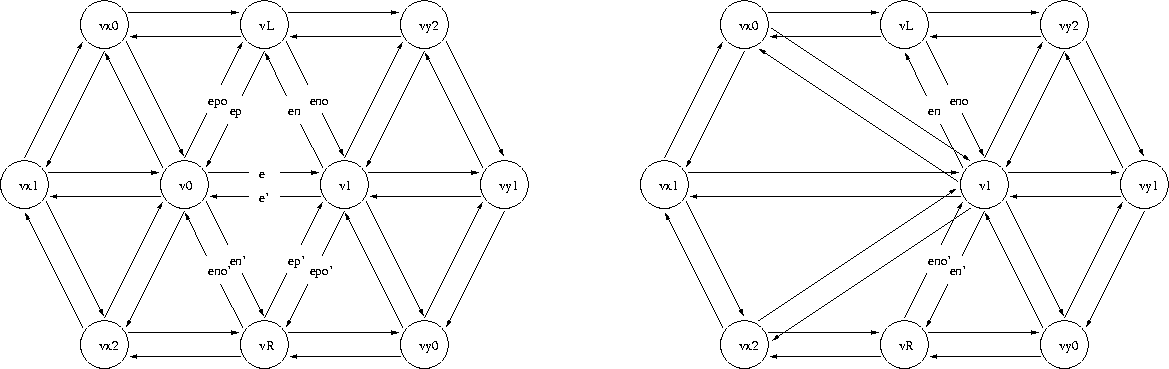 vx0 vL vy2
epo eno
ep en
vx1 v0 e v1 vy1
e'
en' ep'
eno' epo'
vx2 vR vy0
vx0 vL vy2
eno
en
vx1 v1 vy1
eno'
en'
vx2 vR vy0